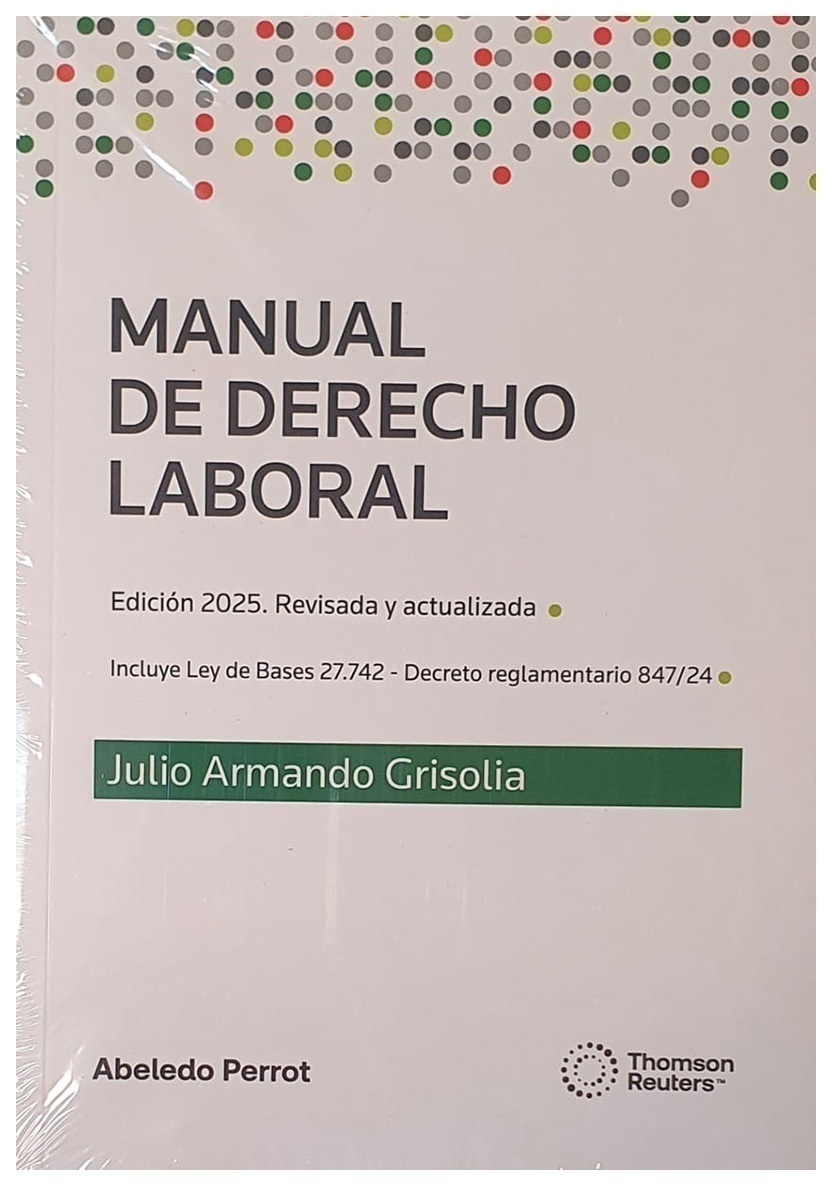 MANUAL
DE DERECHO
LABORAL
Edición 2025. Revisada y actualizada
Incluye Ley de Bases 27.742 - Decreto reglamentario 847/24
Julio Armando Grisolia
Abeledo Perrot
Thomson
Reuters™